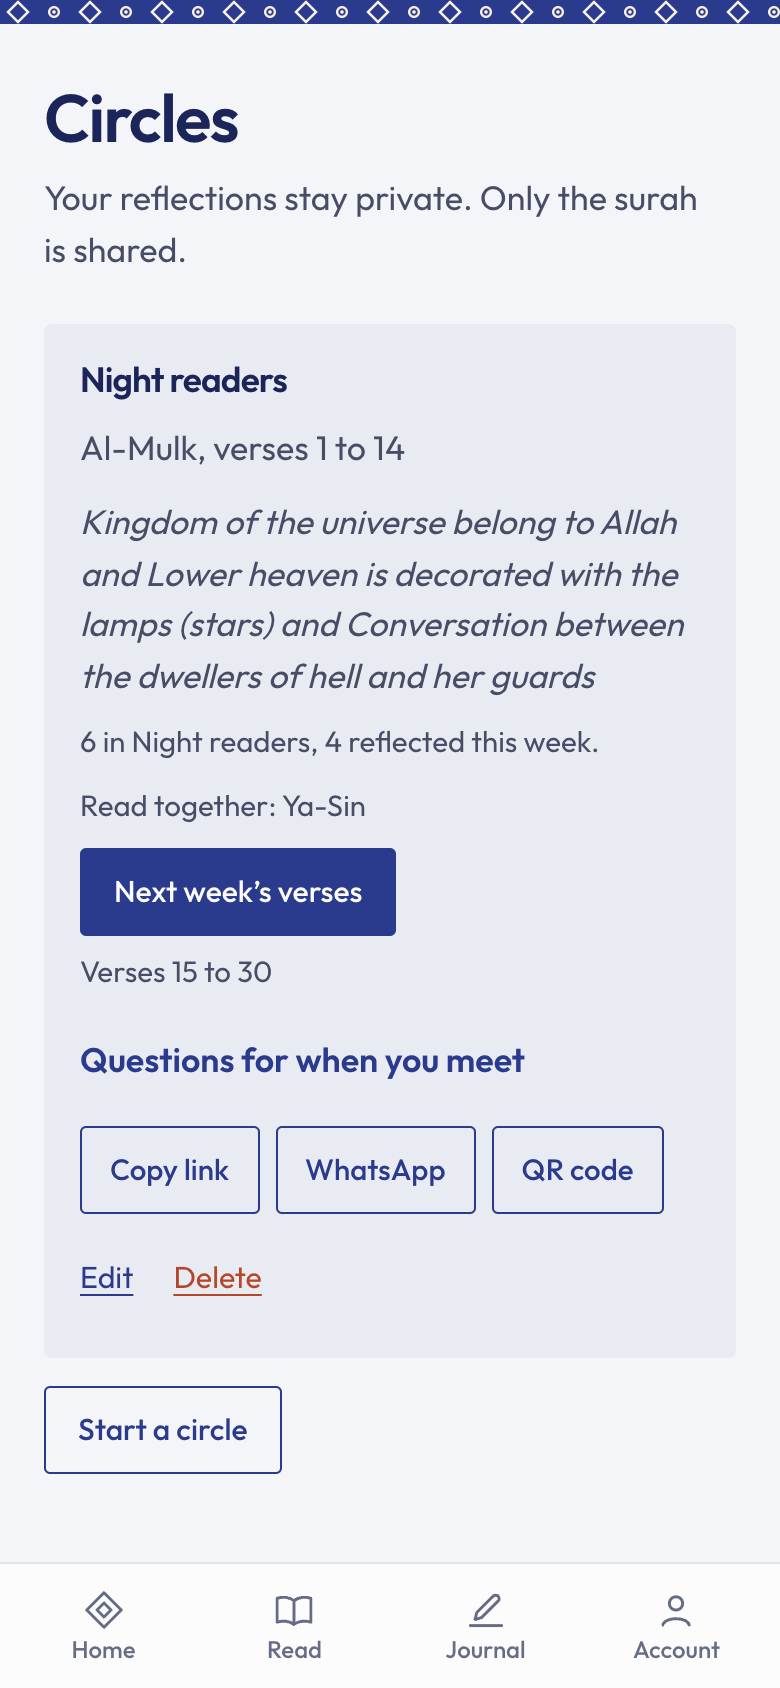 Circles
Your reflections stay private. Only the surah
is shared.
Night readers
Al-Mulk, verses 1 to 14
Kingdom of the universe belong to Allah
and Lower heaven is decorated with the
lamps (stars) and Conversation between
the dwellers of hell and her guards
6 in Night readers, 4 reflected this week.
Read together: Ya-Sin
Next week’s verses
Verses 15 to 30
Questions for when you meet
Copy link WhatsApp QR code
Edit Delete
Start a circle
Home Read Journal Account